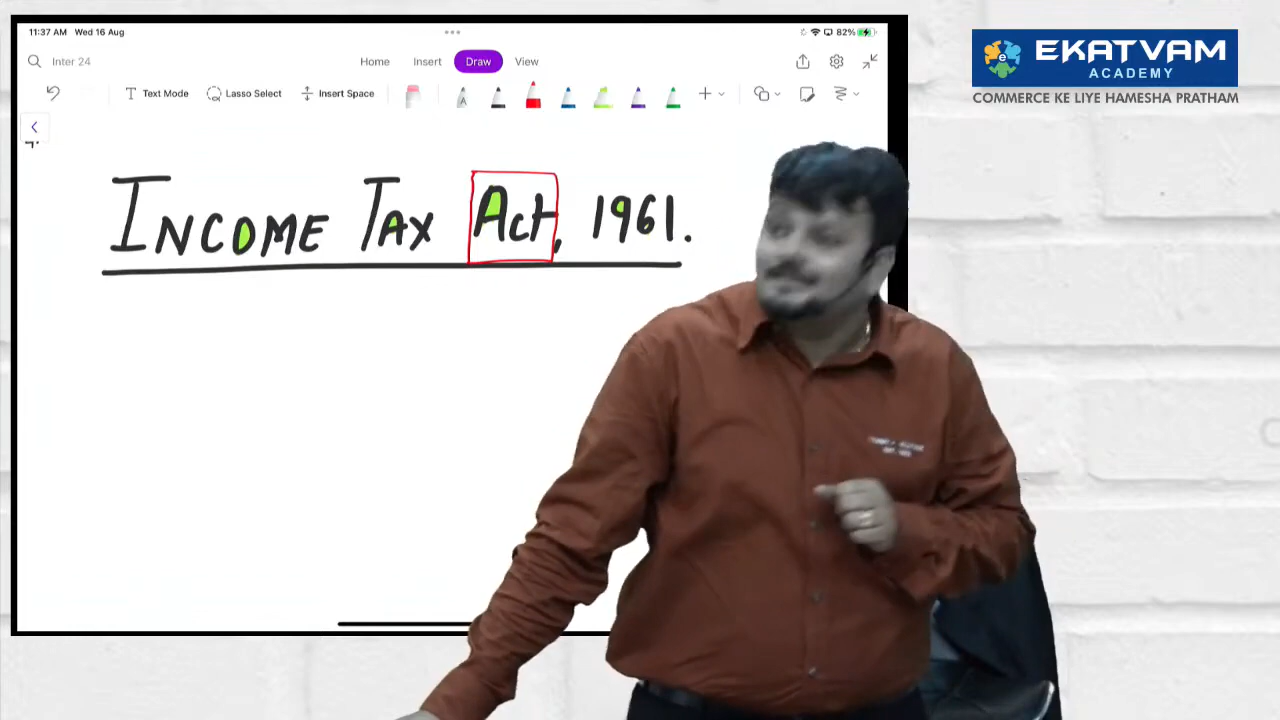 11:37 AM Wed 16 Aug
82%
Inter 24
Home Insert Draw View
Text Mode Lasso Select Insert Space
INCOME TAX Act, 1961.
EKATVAM
ACADEMY
COMMERCE KE LIYE HAMESHA PRATHAM